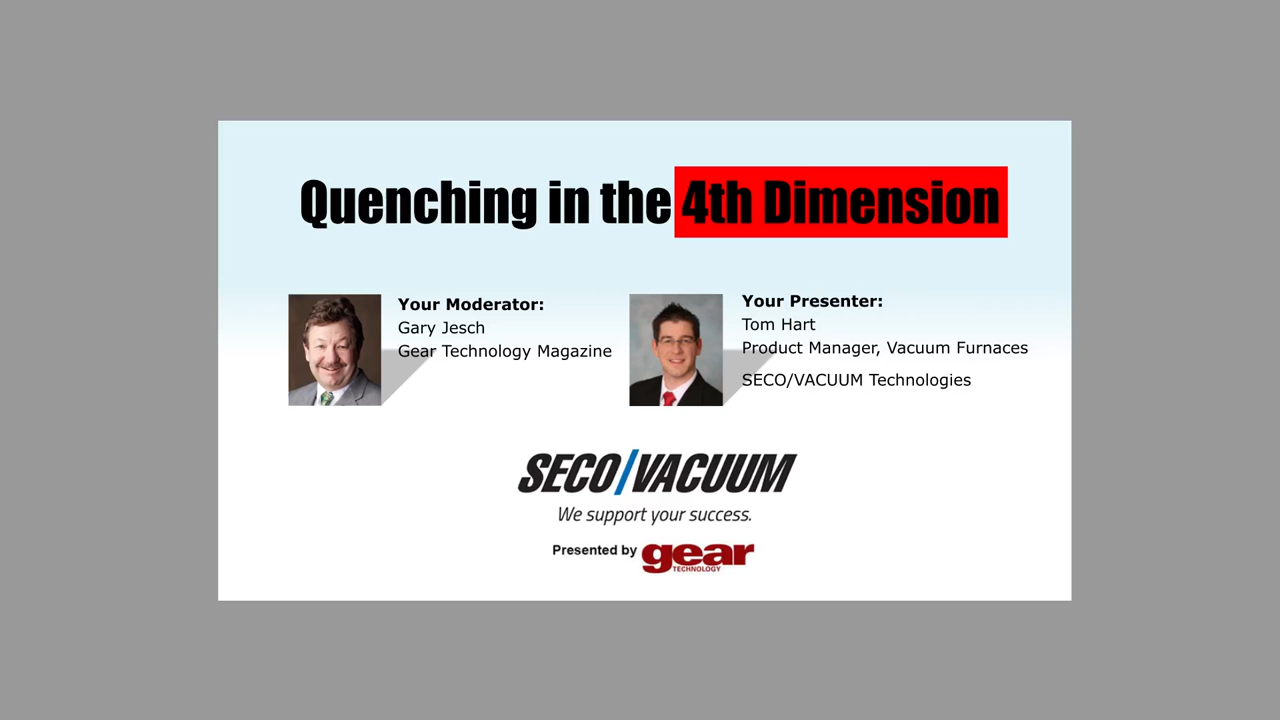 Quenching in the 4th Dimension
Your Moderator:
Gary Jesch
Gear Technology Magazine
Your Presenter:
Tom Hart
Product Manager, Vacuum Furnaces
SECO/VACUUM Technologies
SECO/VACUUM
We support your success.
Presented by gear
TECHNOLOGY